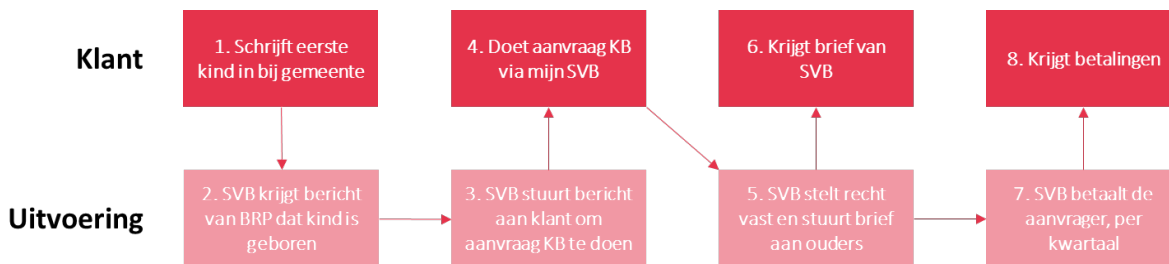 Klant
1. Schrijft eerste
kind in bij gemeente
4. Doet aanvraag KB
via mijn SVB
6. Krijgt brief van
SVB
8. Krijgt betalingen
Uitvoering
2. SVB krijgt bericht
van BRP dat kind is
geboren
3. SVB stuurt bericht
aan klant om
aanvraag KB te doen
5. SVB stelt recht
vast en stuurt brief
aan ouders
7. SVB betaalt de
aanvrager, per
kwartaal